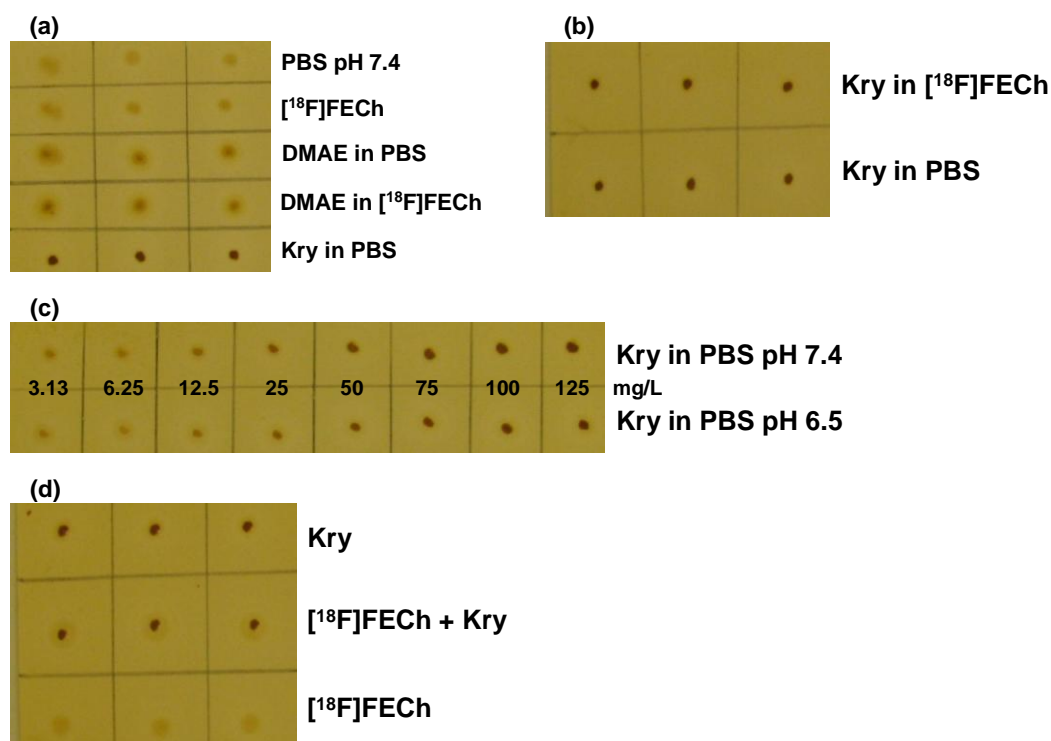 (a)
PBS pH 7.4
[¹⁸F]FECh
DMAE in PBS
DMAE in [¹⁸F]FECh
Kry in PBS
(b)
Kry in [¹⁸F]FECh
Kry in PBS
(c)
Kry in PBS pH 7.4
3.13 6.25 12.5 25 50 75 100 125 mg/L
Kry in PBS pH 6.5
(d)
Kry
[¹⁸F]FECh + Kry
[¹⁸F]FECh